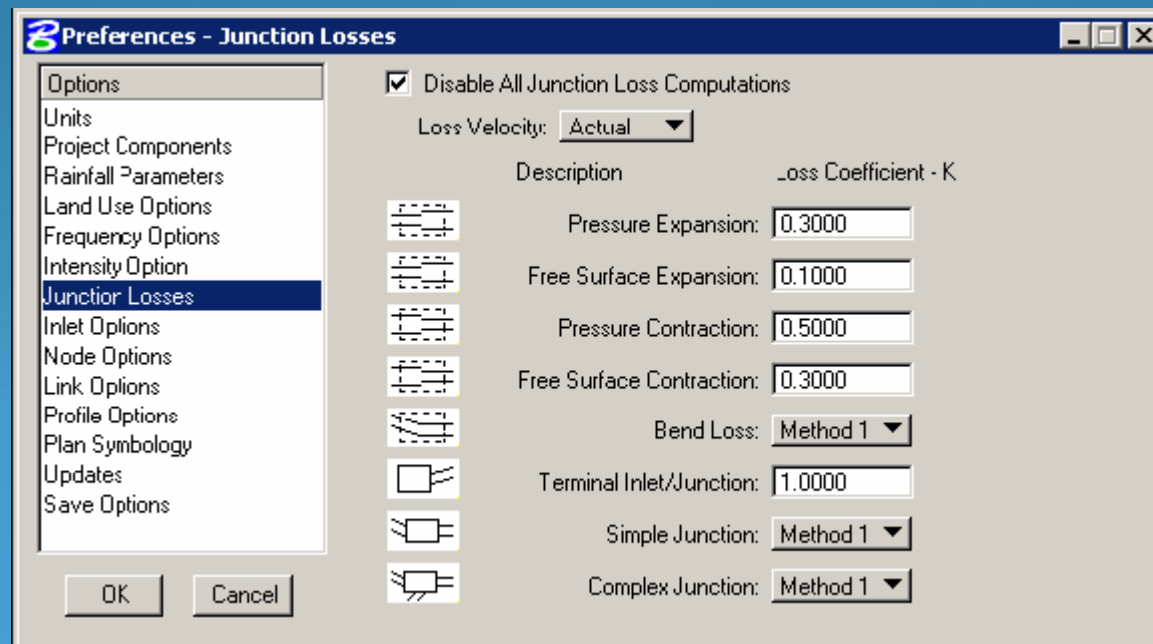 Preferences - Junction Losses
Options
Units
Project Components
Rainfall Parameters
Land Use Options
Frequency Options
Intensity Option
Junction Losses
Inlet Options
Node Options
Link Options
Profile Options
Plan Symbology
Updates
Save Options
OK Cancel
Disable All Junction Loss Computations
Loss Velocity: Actual
Description Loss Coefficient - K
Pressure Expansion: 0.3000
Free Surface Expansion: 0.1000
Pressure Contraction: 0.5000
Free Surface Contraction: 0.3000
Bend Loss: Method 1
Terminal Inlet/Junction: 1.0000
Simple Junction: Method 1
Complex Junction: Method 1